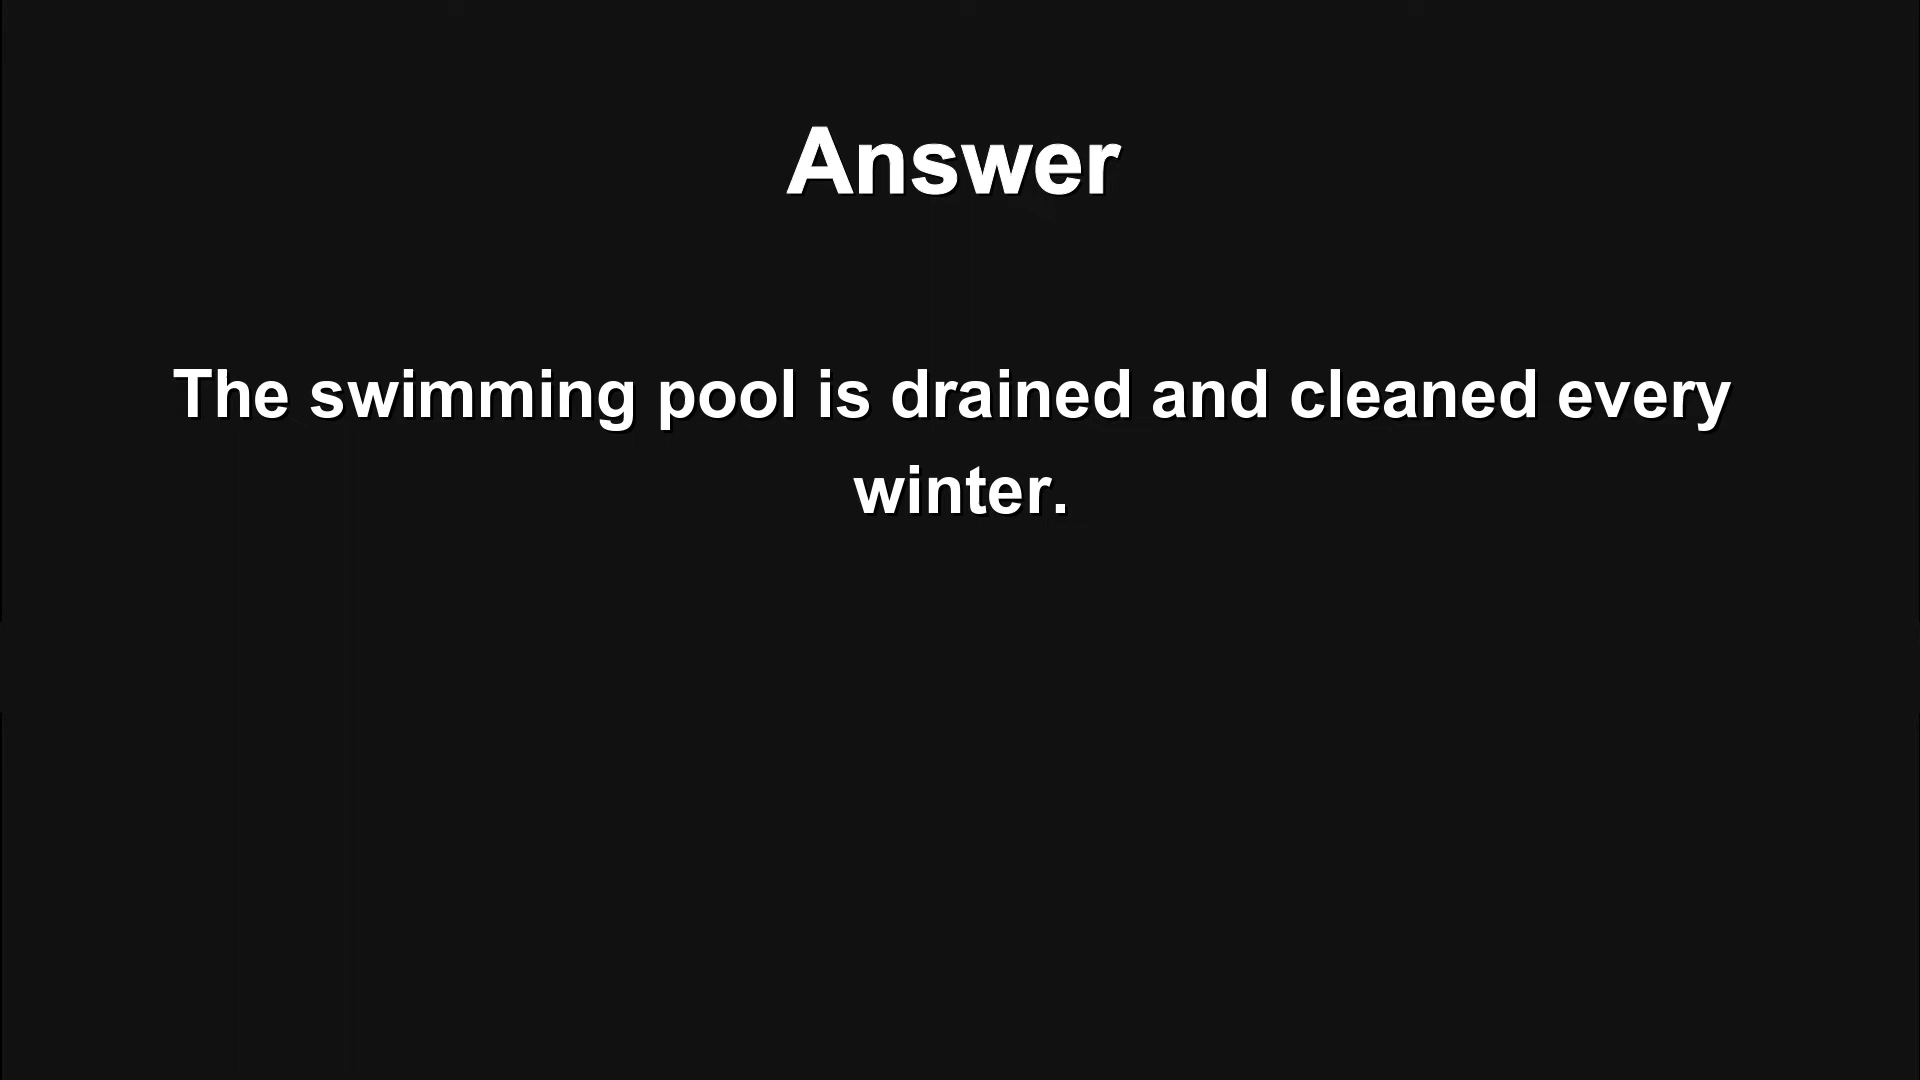 Answer
The swimming pool is drained and cleaned every
winter.